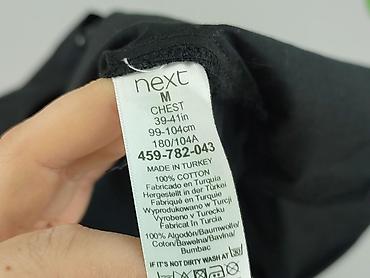 next
M
CHEST
39-41in
99-104cm
180/104A
459-782-043
MADE IN TURKEY
100% COTTON
Fabricado en Turquía
Hergestellt in der Türkei
Fabriqué en Turquie
Wyprodukowano w Turcji
Vyrobeno v Turecku
Fabricat în Turcia
100% Algodón/Baumwolle/
Coton/Bawełna/Bavlna/
Bumbac
IF IT'S NOT DIRTY WASH AT